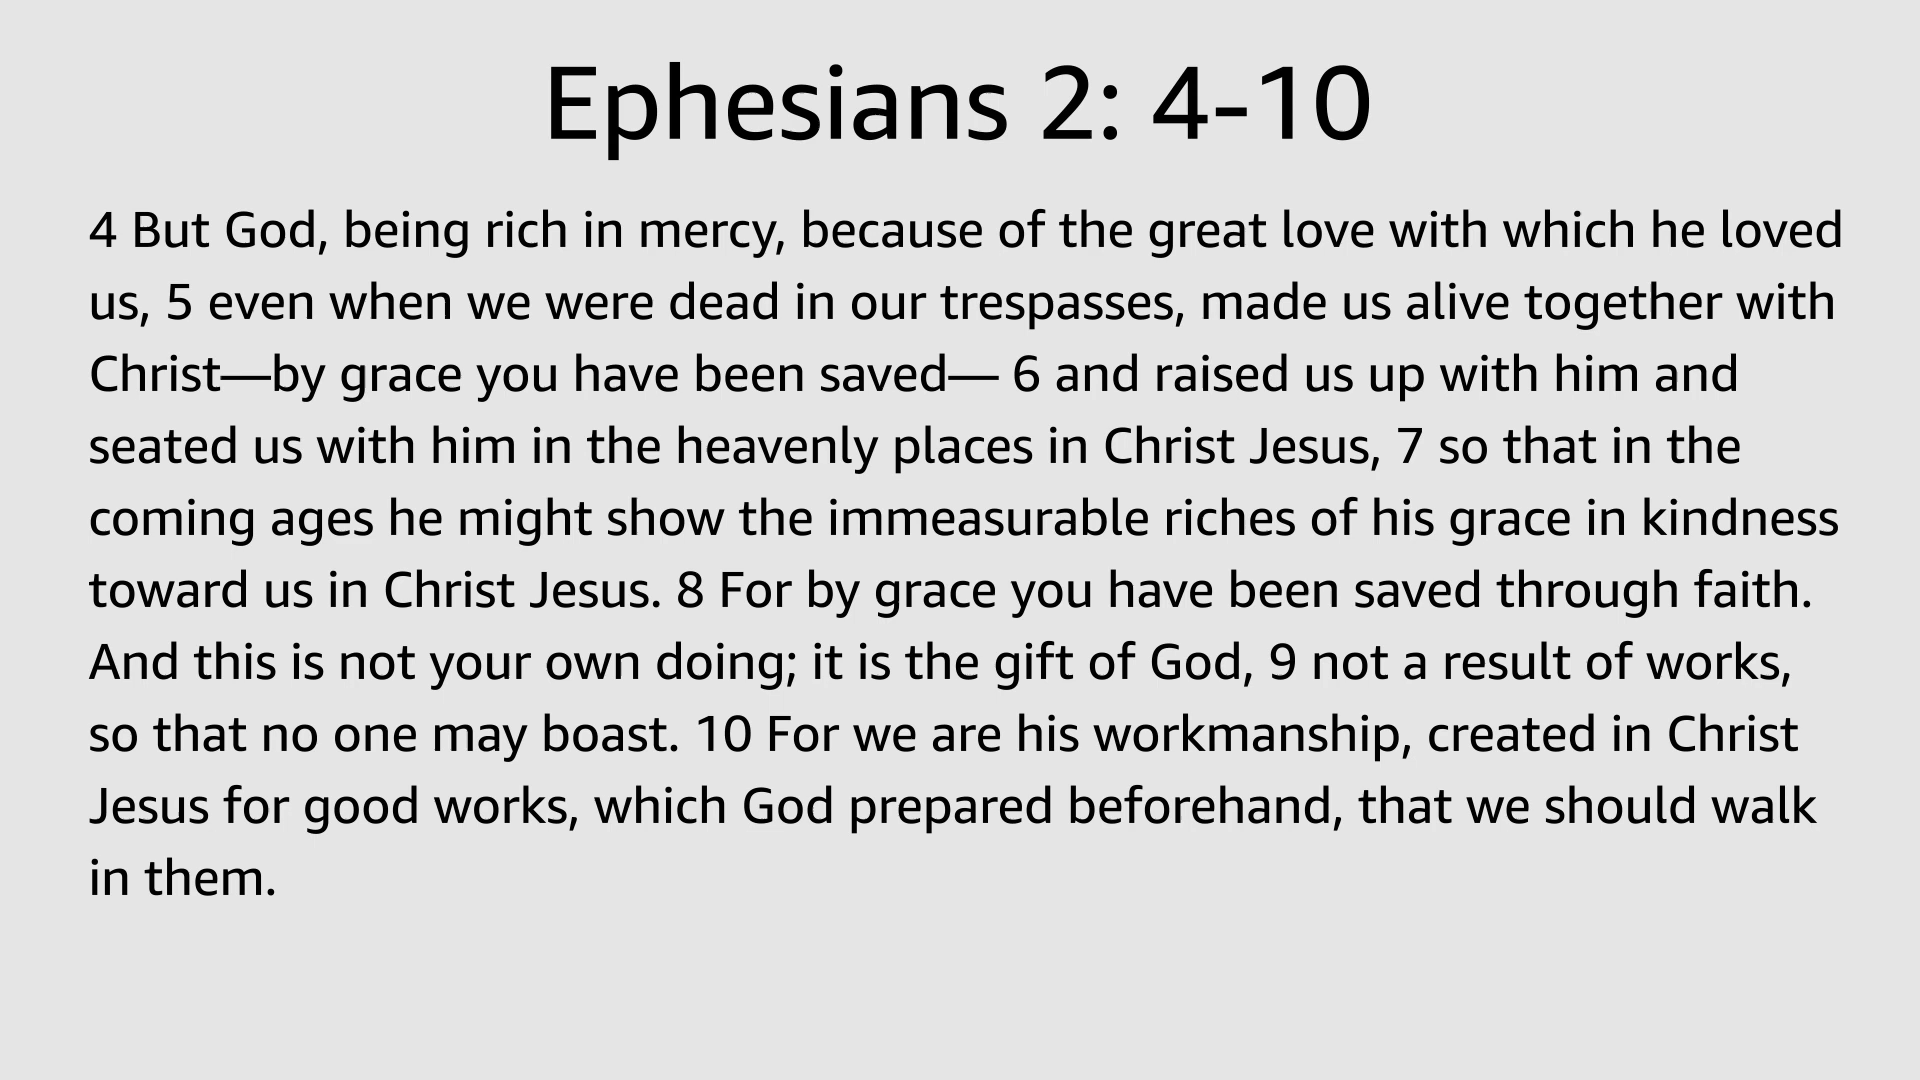 Ephesians 2: 4-10
4 But God, being rich in mercy, because of the great love with which he loved
us, 5 even when we were dead in our trespasses, made us alive together with
Christ—by grace you have been saved— 6 and raised us up with him and
seated us with him in the heavenly places in Christ Jesus, 7 so that in the
coming ages he might show the immeasurable riches of his grace in kindness
toward us in Christ Jesus. 8 For by grace you have been saved through faith.
And this is not your own doing; it is the gift of God, 9 not a result of works,
so that no one may boast. 10 For we are his workmanship, created in Christ
Jesus for good works, which God prepared beforehand, that we should walk
in them.